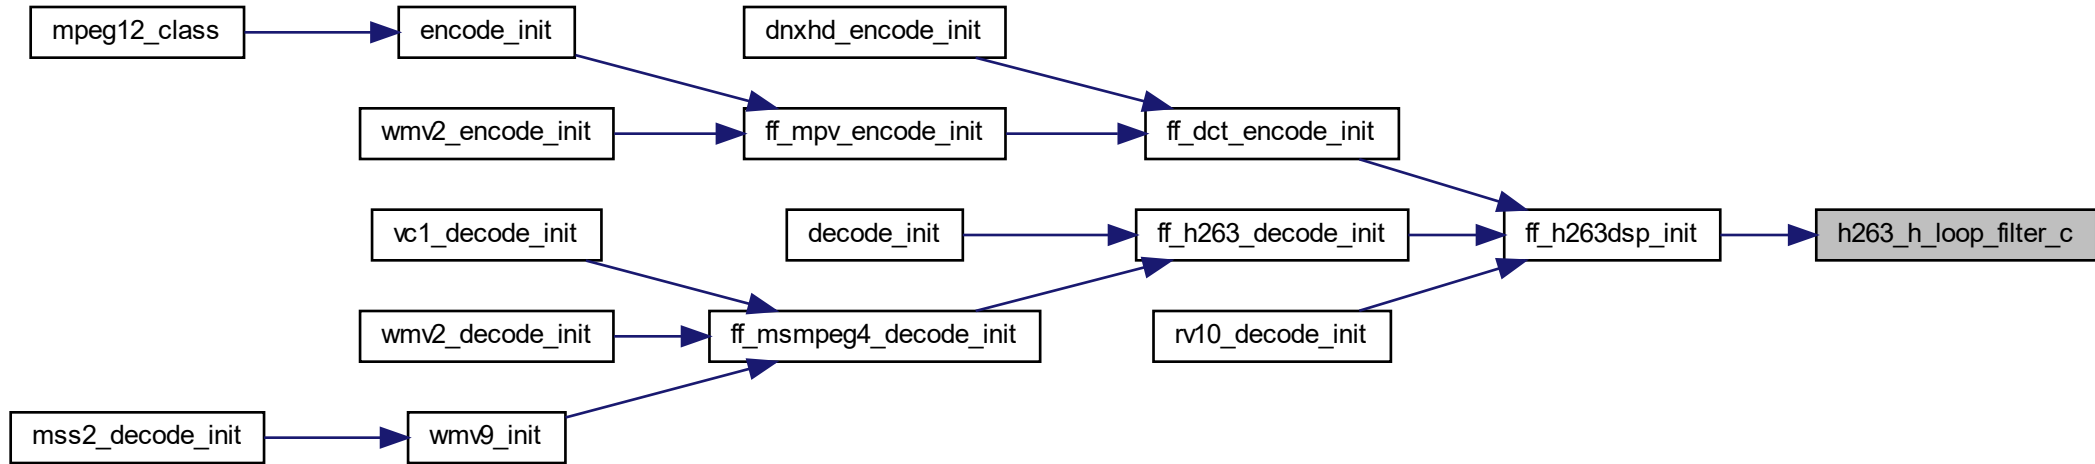 mpeg12_class
encode_init
dnxhd_encode_init
wmv2_encode_init
ff_mpv_encode_init
ff_dct_encode_init
vc1_decode_init
decode_init
ff_h263_decode_init
ff_h263dsp_init
h263_h_loop_filter_c
wmv2_decode_init
ff_msmpeg4_decode_init
rv10_decode_init
mss2_decode_init
wmv9_init